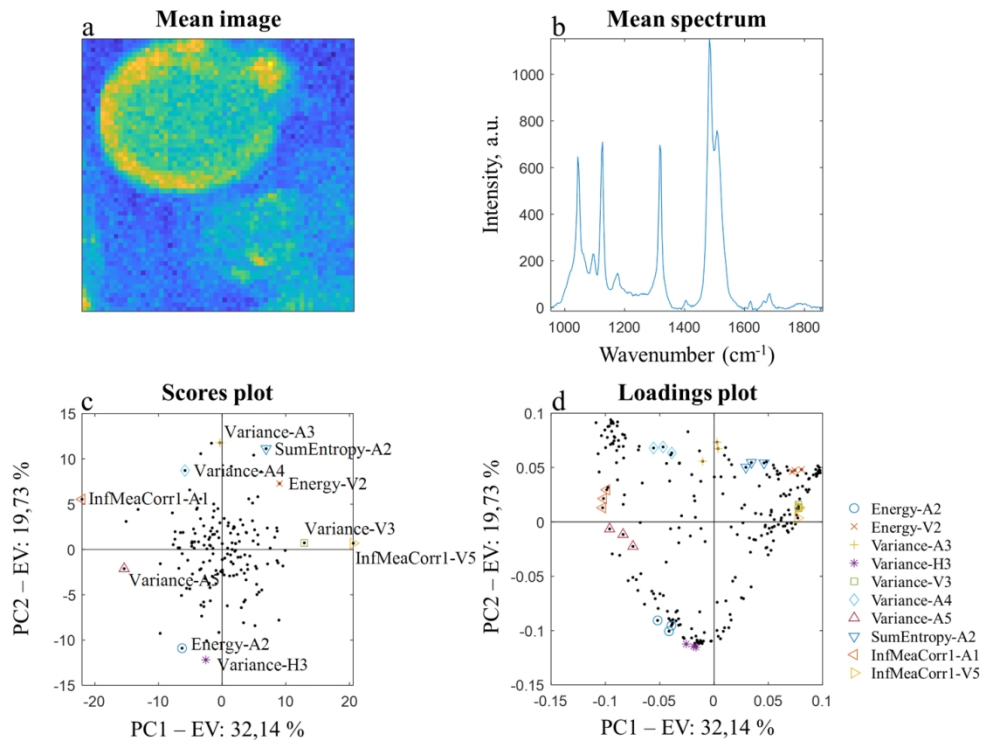 a Mean image
b Mean spectrum
Intensity, a.u.
1000
800
600
400
200
0
1000 1200 1400 1600 1800
Wavenumber (cm-1)
c Scores plot
PC2 – EV: 19,73 %
15
10
5
0
-5
-10
-15
Variance-A3
SumEntropy-A2
Variance-A4
Energy-V2
InfMeaCorr1-A1
Variance-V3
InfMeaCorr1-V5
Variance-A5
Energy-A2
Variance-H3
-20 -10 0 10 20
PC1 – EV: 32,14 %
d Loadings plot
PC2 – EV: 19,73 %
0.1
0.05
0
-0.05
-0.1
-0.15
-0.15 -0.1 -0.05 0 0.05 0.1
PC1 – EV: 32,14 %
Energy-A2
Energy-V2
Variance-A3
Variance-H3
Variance-V3
Variance-A4
Variance-A5
SumEntropy-A2
InfMeaCorr1-A1
InfMeaCorr1-V5